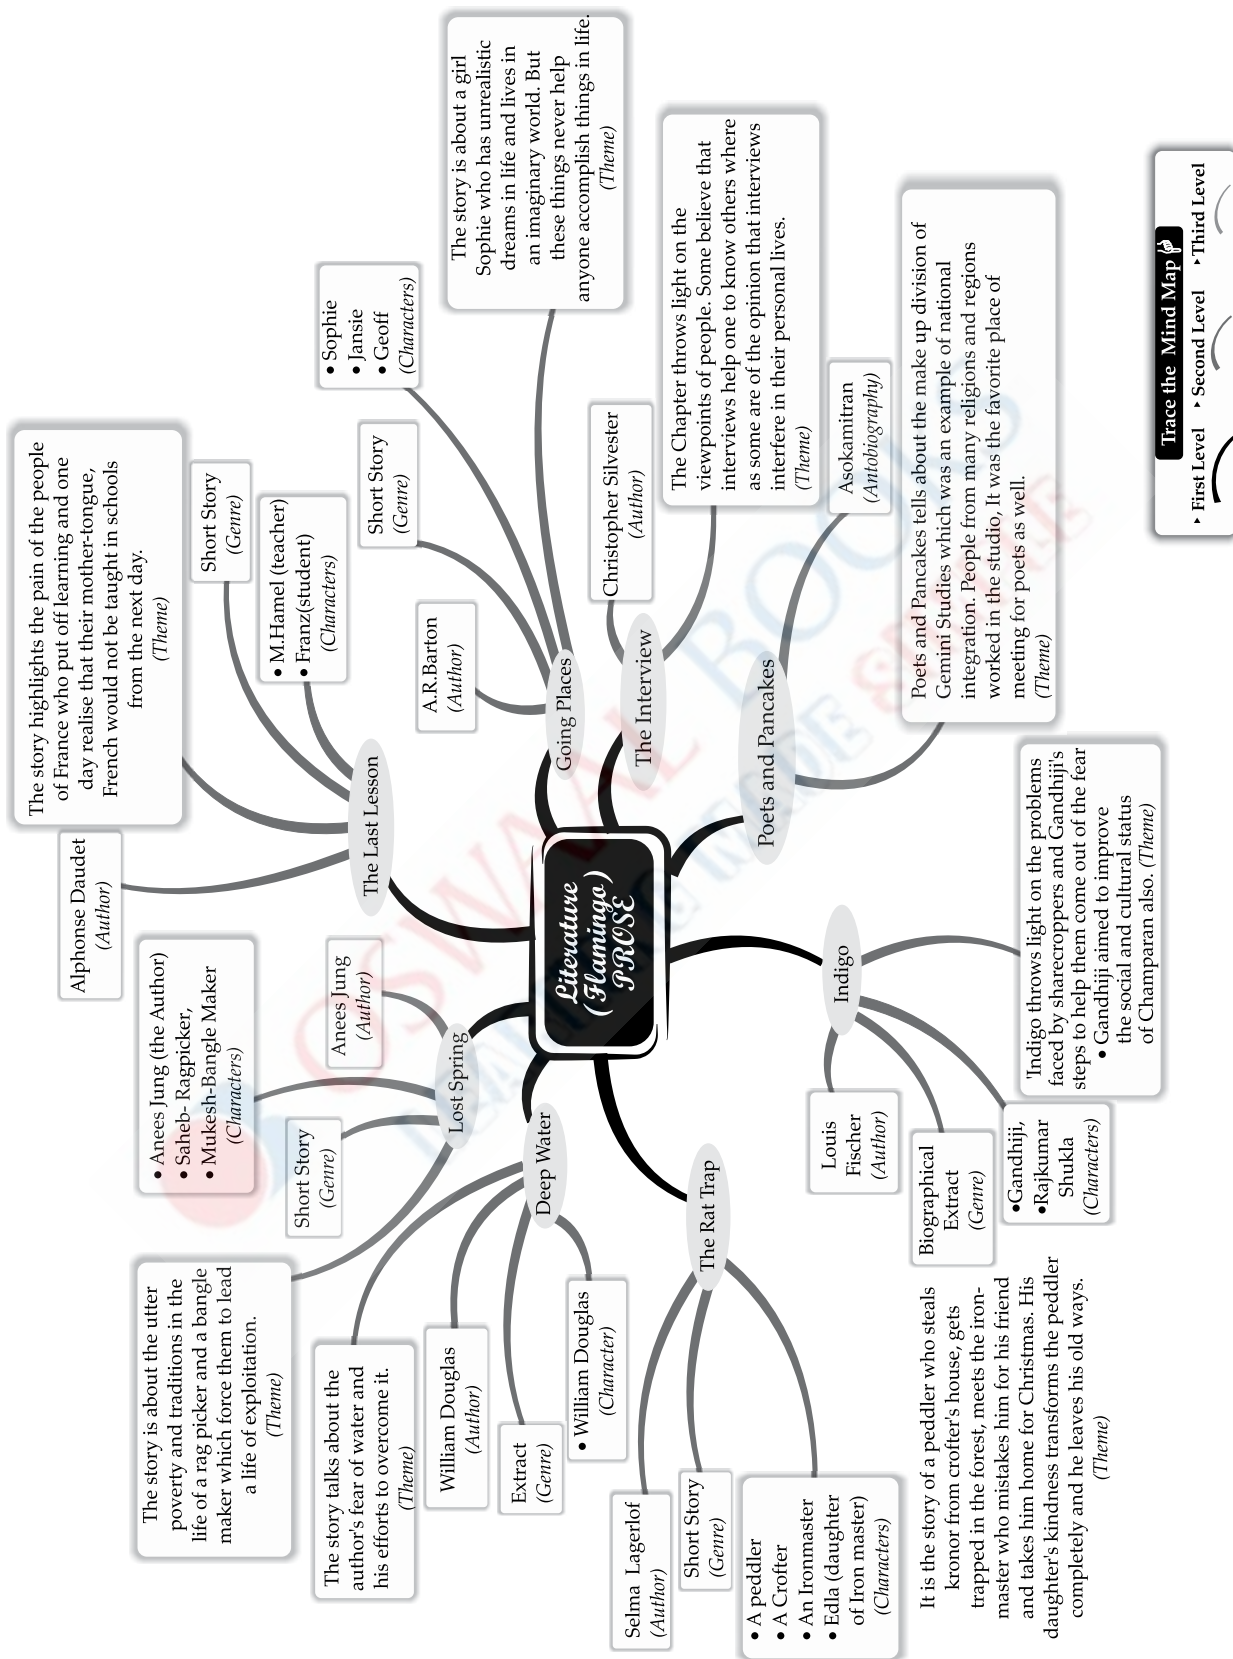 Literature
(Flamingo)
PROSE
The Last Lesson
Alphonse Daudet
(Author)
The story highlights the pain of the people
of France who put off learning and one
day realise that their mother-tongue,
French would not be taught in schools
from the next day.
(Theme)
Short Story
(Genre)
• M.Hamel (teacher)
• Franz(student)
(Characters)
Going Places
A.R.Barton
(Author)
Short Story
(Genre)
• Sophie
• Jansie
• Geoff
(Characters)
The story is about a girl
Sophie who has unrealistic
dreams in life and lives in
an imaginary world. But
these things never help
anyone accomplish things in life.
(Theme)
The Interview
Christopher Silvester
(Author)
The Chapter throws light on the
viewpoints of people. Some believe that
interviews help one to know others where
as some are of the opinion that interviews
interfere in their personal lives.
(Theme)
Poets and Pancakes
Asokamitran
(Antobiography)
Poets and Pancakes tells about the make up division of
Gemini Studies which was an example of national
integration. People from many religions and regions
worked in the studio, It was the favorite place of
meeting for poets as well.
(Theme)
Indigo
'Indigo throws light on the problems
faced by sharecroppers and Gandhiji's
steps to help them come out of the fear
• Gandhiji aimed to improve
the social and cultural status
of Champaran also. (Theme)
•Gandhiji,
•Rajkumar
Shukla
(Characters)
Biographical
Extract
(Genre)
Louis
Fischer
(Author)
The Rat Trap
Selma Lagerlof
(Author)
Short Story
(Genre)
• A peddler
• A Crofter
• An Ironmaster
• Edla (daughter
of Iron master)
(Characters)
It is the story of a peddler who steals
kronor from crofter's house, gets
trapped in the forest, meets the iron-
master who mistakes him for his friend
and takes him home for Christmas. His
daughter's kindness transforms the peddler
completely and he leaves his old ways.
(Theme)
Deep Water
• William Douglas
(Character)
Extract
(Genre)
William Douglas
(Author)
The story talks about the
author's fear of water and
his efforts to overcome it.
(Theme)
Lost Spring
The story is about the utter
poverty and traditions in the
life of a rag picker and a bangle
maker which force them to lead
a life of exploitation.
(Theme)
Short Story
(Genre)
• Anees Jung (the Author)
• Saheb- Ragpicker,
• Mukesh-Bangle Maker
(Characters)
Anees Jung
(Author)
Trace the Mind Map
First Level
Second Level
Third Level
OSWAAL BOOKS
LEARNING MADE SIMPLE